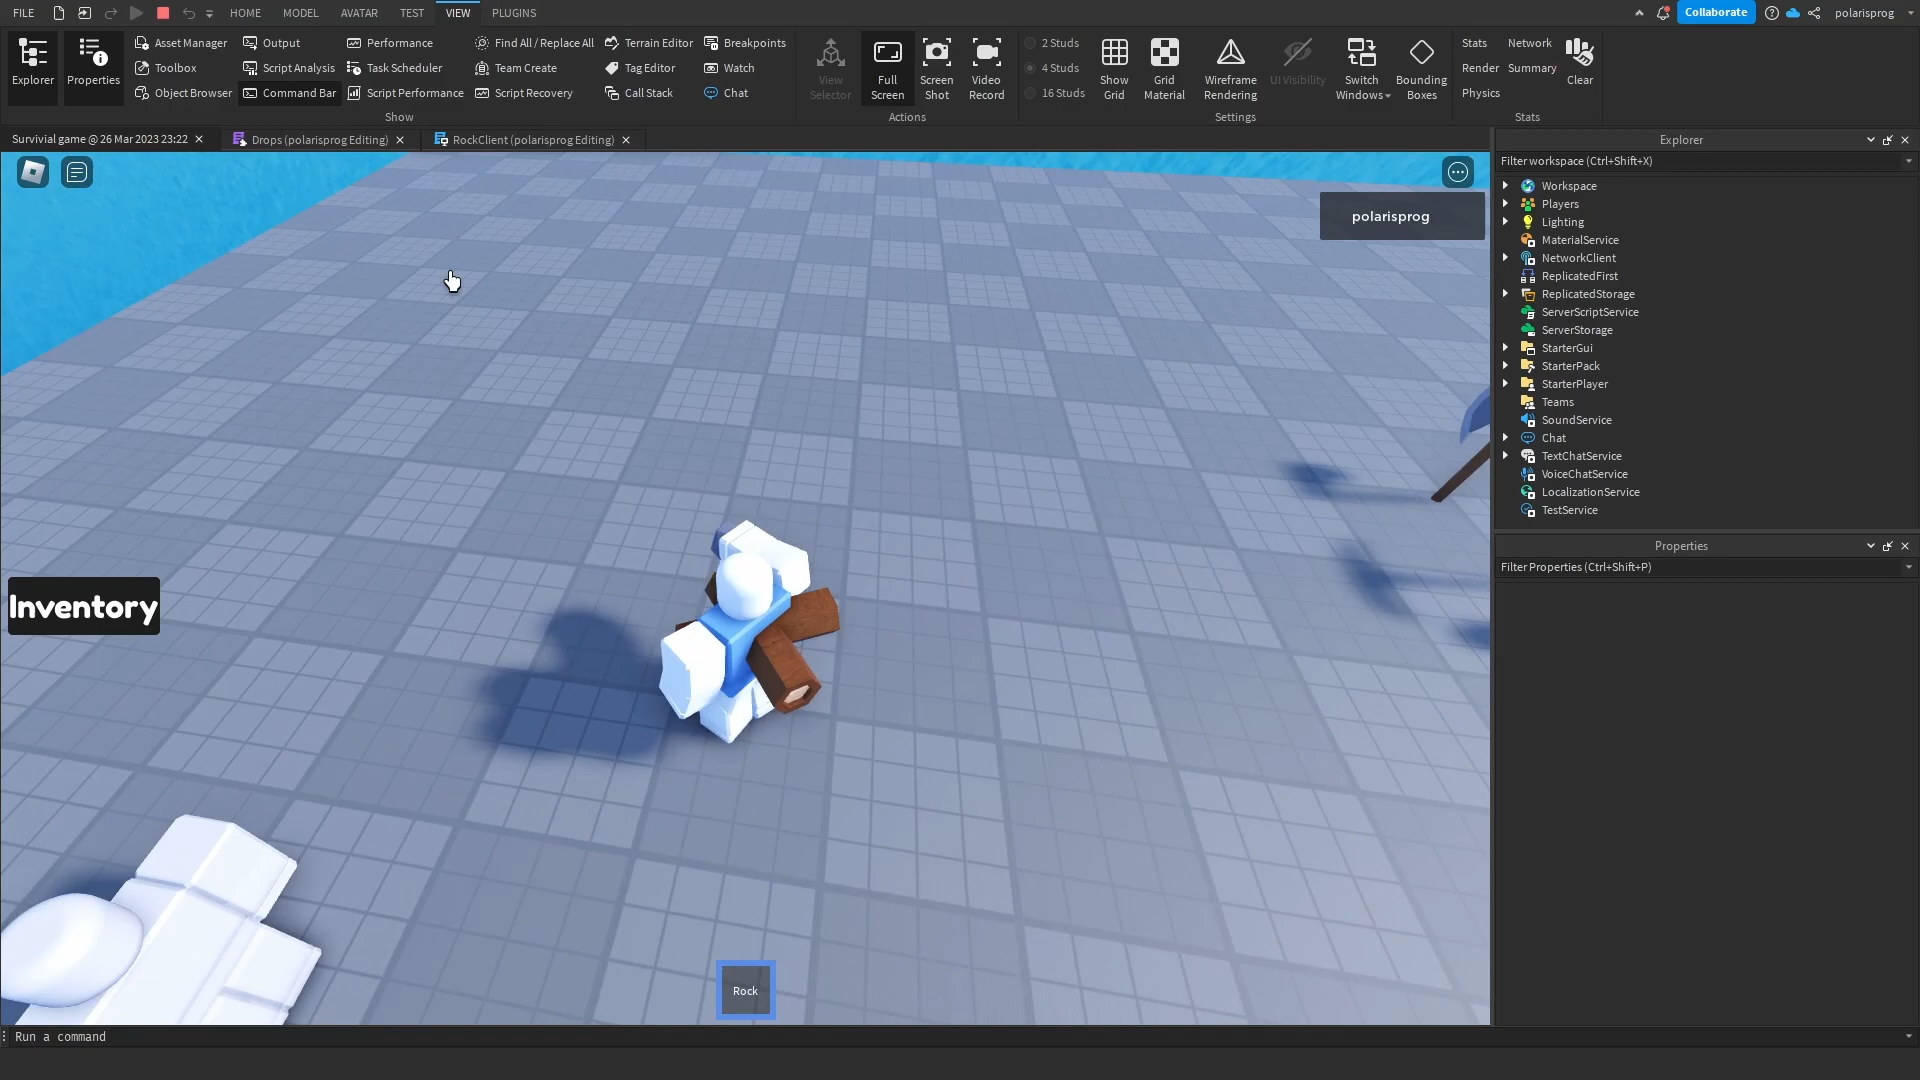 FILE HOME MODEL AVATAR TEST VIEW PLUGINS Collaborate polarisprog
Explorer
Properties
Asset Manager Output Performance Find All / Replace All Terrain Editor Breakpoints
Toolbox Script Analysis Task Scheduler Team Create Tag Editor Watch
Object Browser Command Bar Script Performance Script Recovery Call Stack Chat
Show
View Selector
Full Screen
Screen Shot
Video Record
Actions
2 Studs
4 Studs
16 Studs
Show Grid
Grid Material
Wireframe Rendering
UI Visibility
Switch Windows
Bounding Boxes
Settings
Stats Network
Render Summary
Physics
Clear
Stats
Survivial game @ 26 Mar 2023 23:22 Drops (polarisprog Editing) RockClient (polarisprog Editing)
polarisprog
Inventory
Rock
Run a command
Explorer
Filter workspace (Ctrl+Shift+X)
Workspace
Players
Lighting
MaterialService
NetworkClient
ReplicatedFirst
ReplicatedStorage
ServerScriptService
ServerStorage
StarterGui
StarterPack
StarterPlayer
Teams
SoundService
Chat
TextChatService
VoiceChatService
LocalizationService
TestService
Properties
Filter Properties (Ctrl+Shift+P)